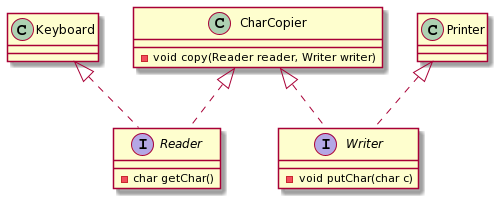 C Keyboard
C CharCopier
void copy(Reader reader, Writer writer)
C Printer
I Reader
char getChar()
I Writer
void putChar(char c)